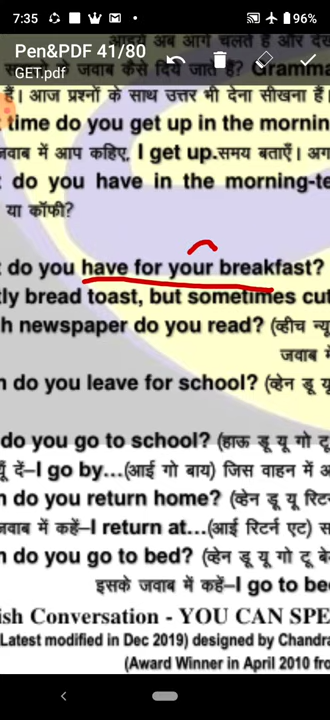 7:35
96%
Pen&PDF 41/80
GET.pdf
आगे चलते हैं और
के जवाब कैसे दिये जाते हैं? Gramma
हैं। आज प्रश्नों के साथ उत्तर भी देना सीखना हैं।
time do you get up in the mornin
जवाब में आप कहिए, I get up.समय बताएँ। अग
do you have in the morning-te
या कॉफी?
do you have for your breakfast?
tly bread toast, but sometimes cut
h newspaper do you read? (व्हीच न्यू
जवाब में
n do you leave for school? (व्हेन डू यू
do you go to school? (हाऊ डू यू गो टू
यूँ दें–I go by...(आई गो बाय) जिस वाहन में
n do you return home? (व्हेन डू यू रिटर्न
जवाब में कहें–I return at...(आई रिटर्न एट) स
n do you go to bed? (व्हेन डू यू गो टू बे
इसके जवाब में कहें–I go to be
ish Conversation - YOU CAN SPE
Latest modified in Dec 2019) designed by Chandra
(Award Winner in April 2010 fro